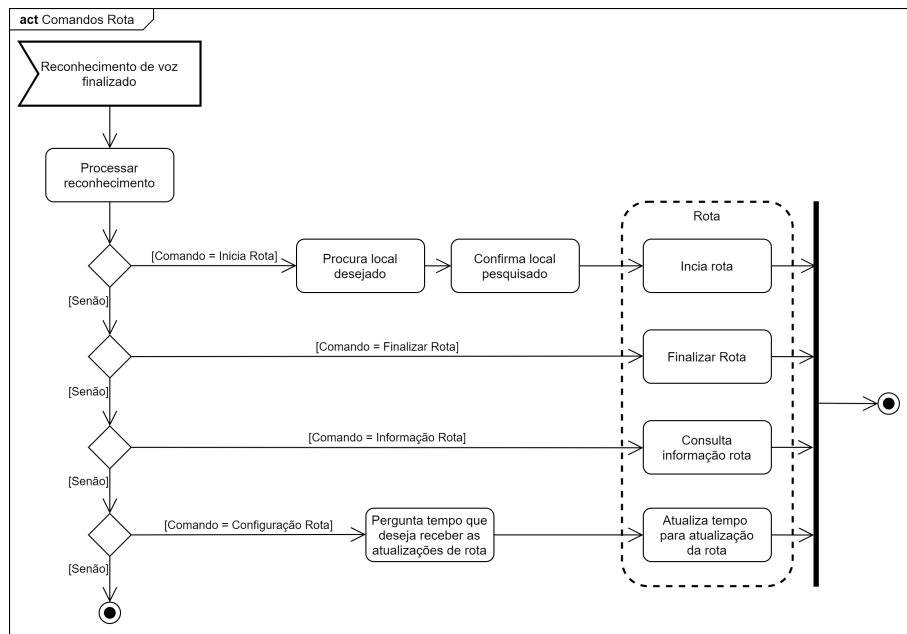 act Comandos Rota
Reconhecimento de voz
finalizado
Processar
reconhecimento
Rota
[Comando = Inicia Rota]
Procura local
desejado
Confirma local
pesquisado
Incia rota
[Senão]
[Comando = Finalizar Rota]
Finalizar Rota
[Senão]
[Comando = Informação Rota]
Consulta
informação rota
[Senão]
[Comando = Configuração Rota]
Pergunta tempo que
deseja receber as
atualizações de rota
Atualiza tempo
para atualização
da rota
[Senão]